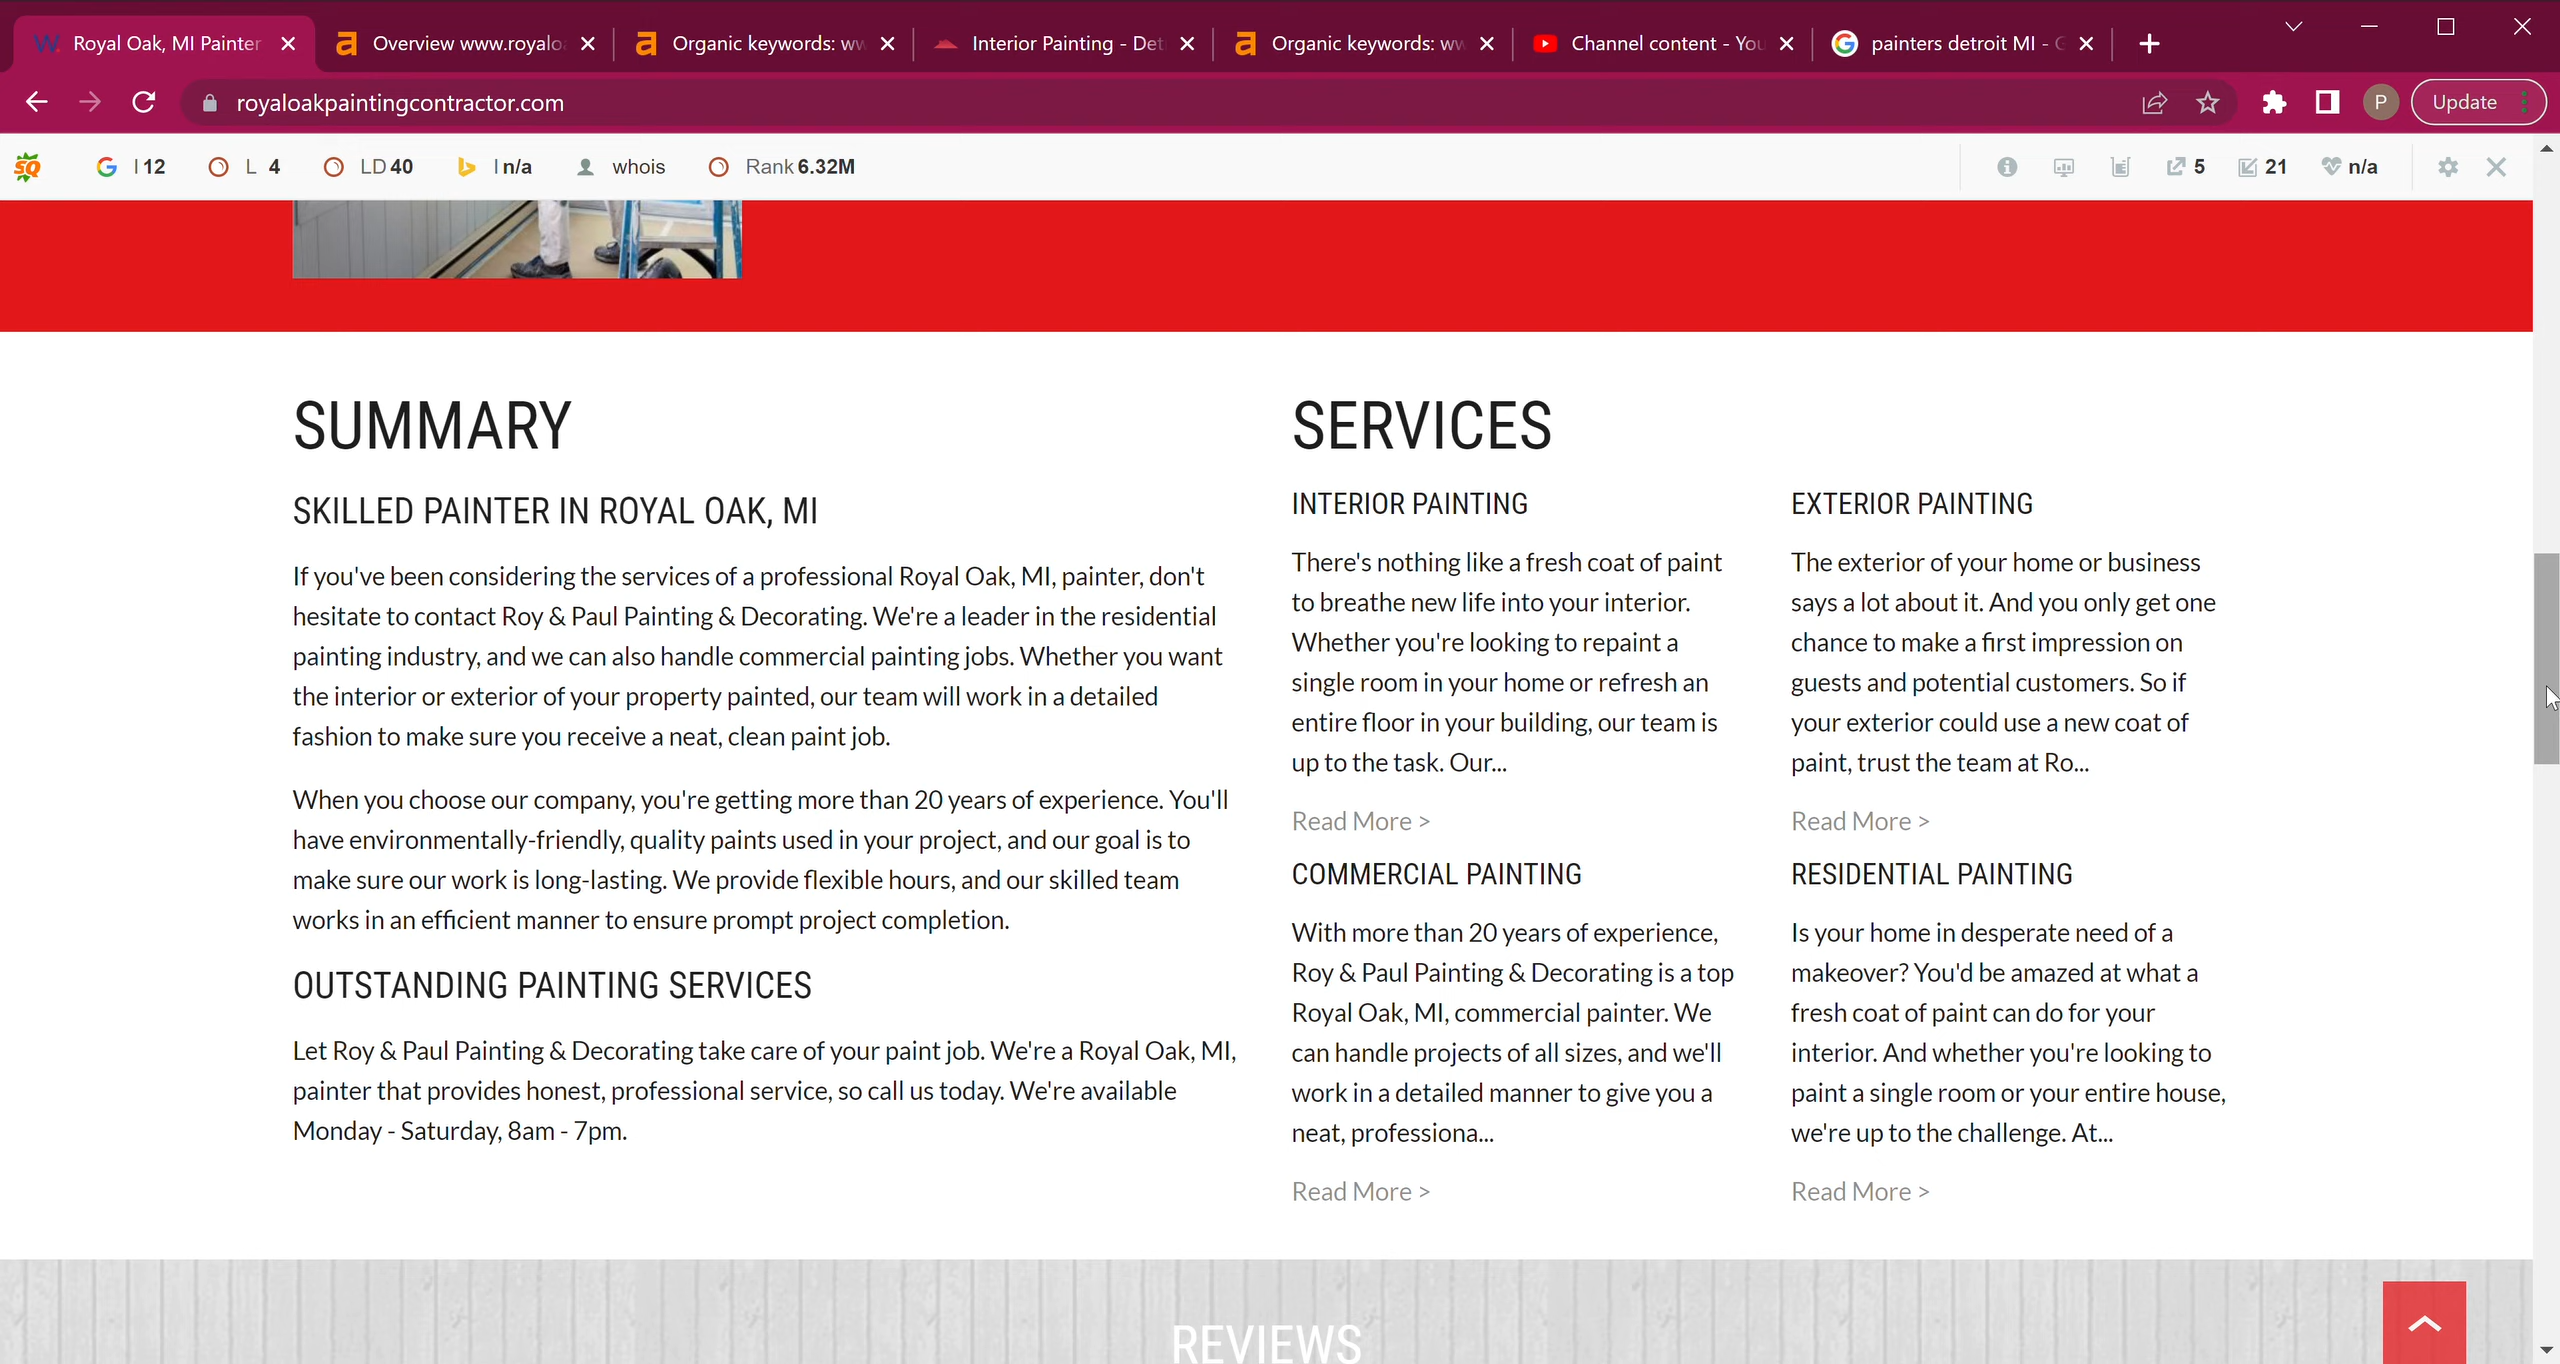 Royal Oak, MI Painter
Overview www.royalo
Organic keywords: ww
Interior Painting - Det
Organic keywords: ww
Channel content - You
painters detroit MI - G
royaloakpaintingcontractor.com
P
Update
SQ
I 12
L 4
LD 40
I n/a
whois
Rank 6.32M
5
21
n/a
SUMMARY
SKILLED PAINTER IN ROYAL OAK, MI
If you've been considering the services of a professional Royal Oak, MI, painter, don't
hesitate to contact Roy & Paul Painting & Decorating. We're a leader in the residential
painting industry, and we can also handle commercial painting jobs. Whether you want
the interior or exterior of your property painted, our team will work in a detailed
fashion to make sure you receive a neat, clean paint job.
When you choose our company, you're getting more than 20 years of experience. You'll
have environmentally-friendly, quality paints used in your project, and our goal is to
make sure our work is long-lasting. We provide flexible hours, and our skilled team
works in an efficient manner to ensure prompt project completion.
OUTSTANDING PAINTING SERVICES
Let Roy & Paul Painting & Decorating take care of your paint job. We're a Royal Oak, MI,
painter that provides honest, professional service, so call us today. We're available
Monday - Saturday, 8am - 7pm.
SERVICES
INTERIOR PAINTING
There's nothing like a fresh coat of paint
to breathe new life into your interior.
Whether you're looking to repaint a
single room in your home or refresh an
entire floor in your building, our team is
up to the task. Our...
Read More >
EXTERIOR PAINTING
The exterior of your home or business
says a lot about it. And you only get one
chance to make a first impression on
guests and potential customers. So if
your exterior could use a new coat of
paint, trust the team at Ro...
Read More >
COMMERCIAL PAINTING
With more than 20 years of experience,
Roy & Paul Painting & Decorating is a top
Royal Oak, MI, commercial painter. We
can handle projects of all sizes, and we'll
work in a detailed manner to give you a
neat, professiona...
Read More >
RESIDENTIAL PAINTING
Is your home in desperate need of a
makeover? You'd be amazed at what a
fresh coat of paint can do for your
interior. And whether you're looking to
paint a single room or your entire house,
we're up to the challenge. At...
Read More >
REVIEWS